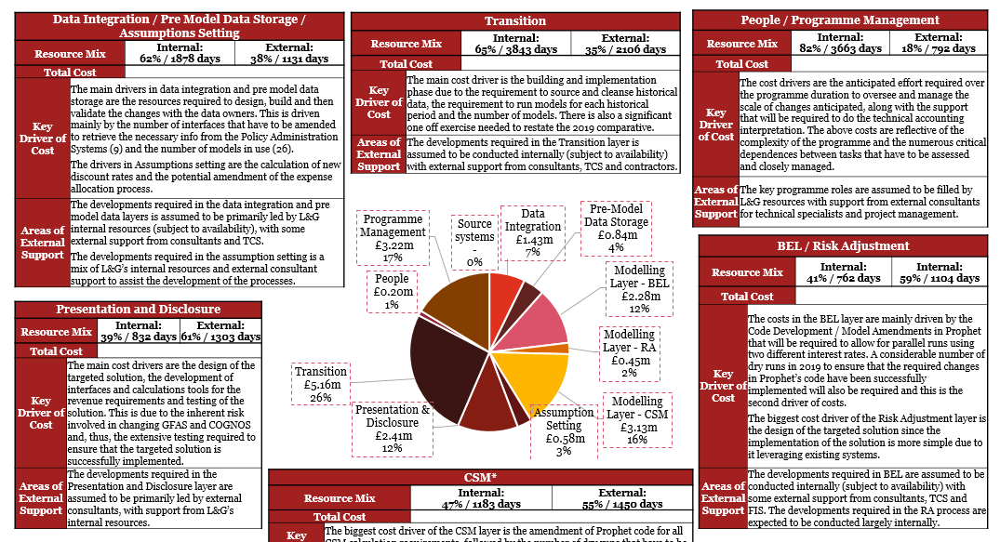 Data Integration / Pre Model Data Storage /
Assumptions Setting
Resource Mix
Internal:
62% / 1878 days
External:
38% / 1131 days
Total Cost
Key
Driver of
Cost
The main drivers in data integration and pre model data
storage are the resources required to design, build and then
validate the changes with the data owners. This is driven
mainly by the number of interfaces that have to be amended
to retrieve the necessary info from the Policy Administration
Systems (9) and the number of models in use (26).
The drivers in Assumptions setting are the calculation of new
discount rates and the potential amendment of the expense
allocation process.
Areas of
External
Support
The developments required in the data integration and pre
model data layers is assumed to be primarily led by L&G
internal resources (subject to availability), with some
external support from consultants and TCS.
The developments required in the assumption setting is a
mix of L&G's internal resources and external consultant
support to assist the development of the processes.
Transition
Resource Mix
Internal:
65% / 3843 days
External:
35% / 2106 days
Total Cost
Key
Driver of
Cost
The main cost driver is the building and implementation
phase due to the requirement to source and cleanse historical
data, the requirement to run models for each historical
period and the number of models. There is also a significant
one off exercise needed to restate the 2019 comparative.
Areas of
External
Support
The developments required in the Transition layer is
assumed to be conducted internally (subject to availability)
with external support from consultants, TCS and contractors.
People / Programme Management
Resource Mix
Internal:
82% / 3663 days
External:
18% / 792 days
Total Cost
Key
Driver
of Cost
The cost drivers are the anticipated effort required over
the programme duration to oversee and manage the
scale of changes anticipated, along with the support
that will be required to do the technical accounting
interpretation. The above costs are reflective of the
complexity of the programme and the numerous critical
dependences between tasks that have to be assessed
and closely managed.
Areas of
External
Support
The key programme roles are assumed to be filled by
L&G resources with support from external consultants
for technical specialists and project management.
Programme
Management
£3.22m
17%
Source
systems
-
0%
Data
Integration
£1.43m
7%
Pre-Model
Data Storage
£0.84m
4%
People
£0.20m
1%
Modelling
Layer - BEL
£2.28m
12%
Modelling
Layer - RA
£0.45m
2%
Transition
£5.16m
26%
Presentation &
Disclosure
£2.41m
12%
Assumption
Setting
£0.58m
3%
Modelling
Layer - CSM
£3.13m
16%
Presentation and Disclosure
Resource Mix
Internal:
39% / 832 days
External:
61% / 1303 days
Total Cost
Key
Driver of
Cost
The main cost drivers are the design of the
targeted solution, the development of
interfaces and calculations tools for the
revenue requirements and testing of the
solution. This is due to the inherent risk
involved in changing GFAS and COGNOS
and, thus, the extensive testing required to
ensure that the targeted solution is
successfully implemented.
Areas of
External
Support
The developments required in the
Presentation and Disclosure layer are
assumed to be primarily led by external
consultants, with support from L&G's
internal resources.
BEL / Risk Adjustment
Resource Mix
Internal:
41% / 762 days
External:
59% / 1104 days
Total Cost
Key
Driver of
Cost
The costs in the BEL layer are mainly driven by the
Code Development / Model Amendments in Prophet
that will be required to allow for parallel runs using
two different interest rates. A considerable number of
dry runs in 2019 to ensure that the required changes
in Prophet's code have been successfully
implemented will also be required and this is the
second driver of costs.
The biggest cost driver of the Risk Adjustment layer is
the design of the targeted solution since the
implementation of the solution is more simple due to
it leveraging existing systems.
Areas of
External
Support
The developments required in BEL are assumed to be
conducted internally (subject to availability) with
some external support from consultants, TCS and
FIS. The developments required in the RA process are
expected to be conducted largely internally.
CSM*
Resource Mix
Internal:
47% / 1183 days
External:
55% / 1450 days
Total Cost
Key
The biggest cost driver of the CSM layer is the amendment of Prophet code for all
CSM calculation requirements, followed by the number of dry runs that have to be